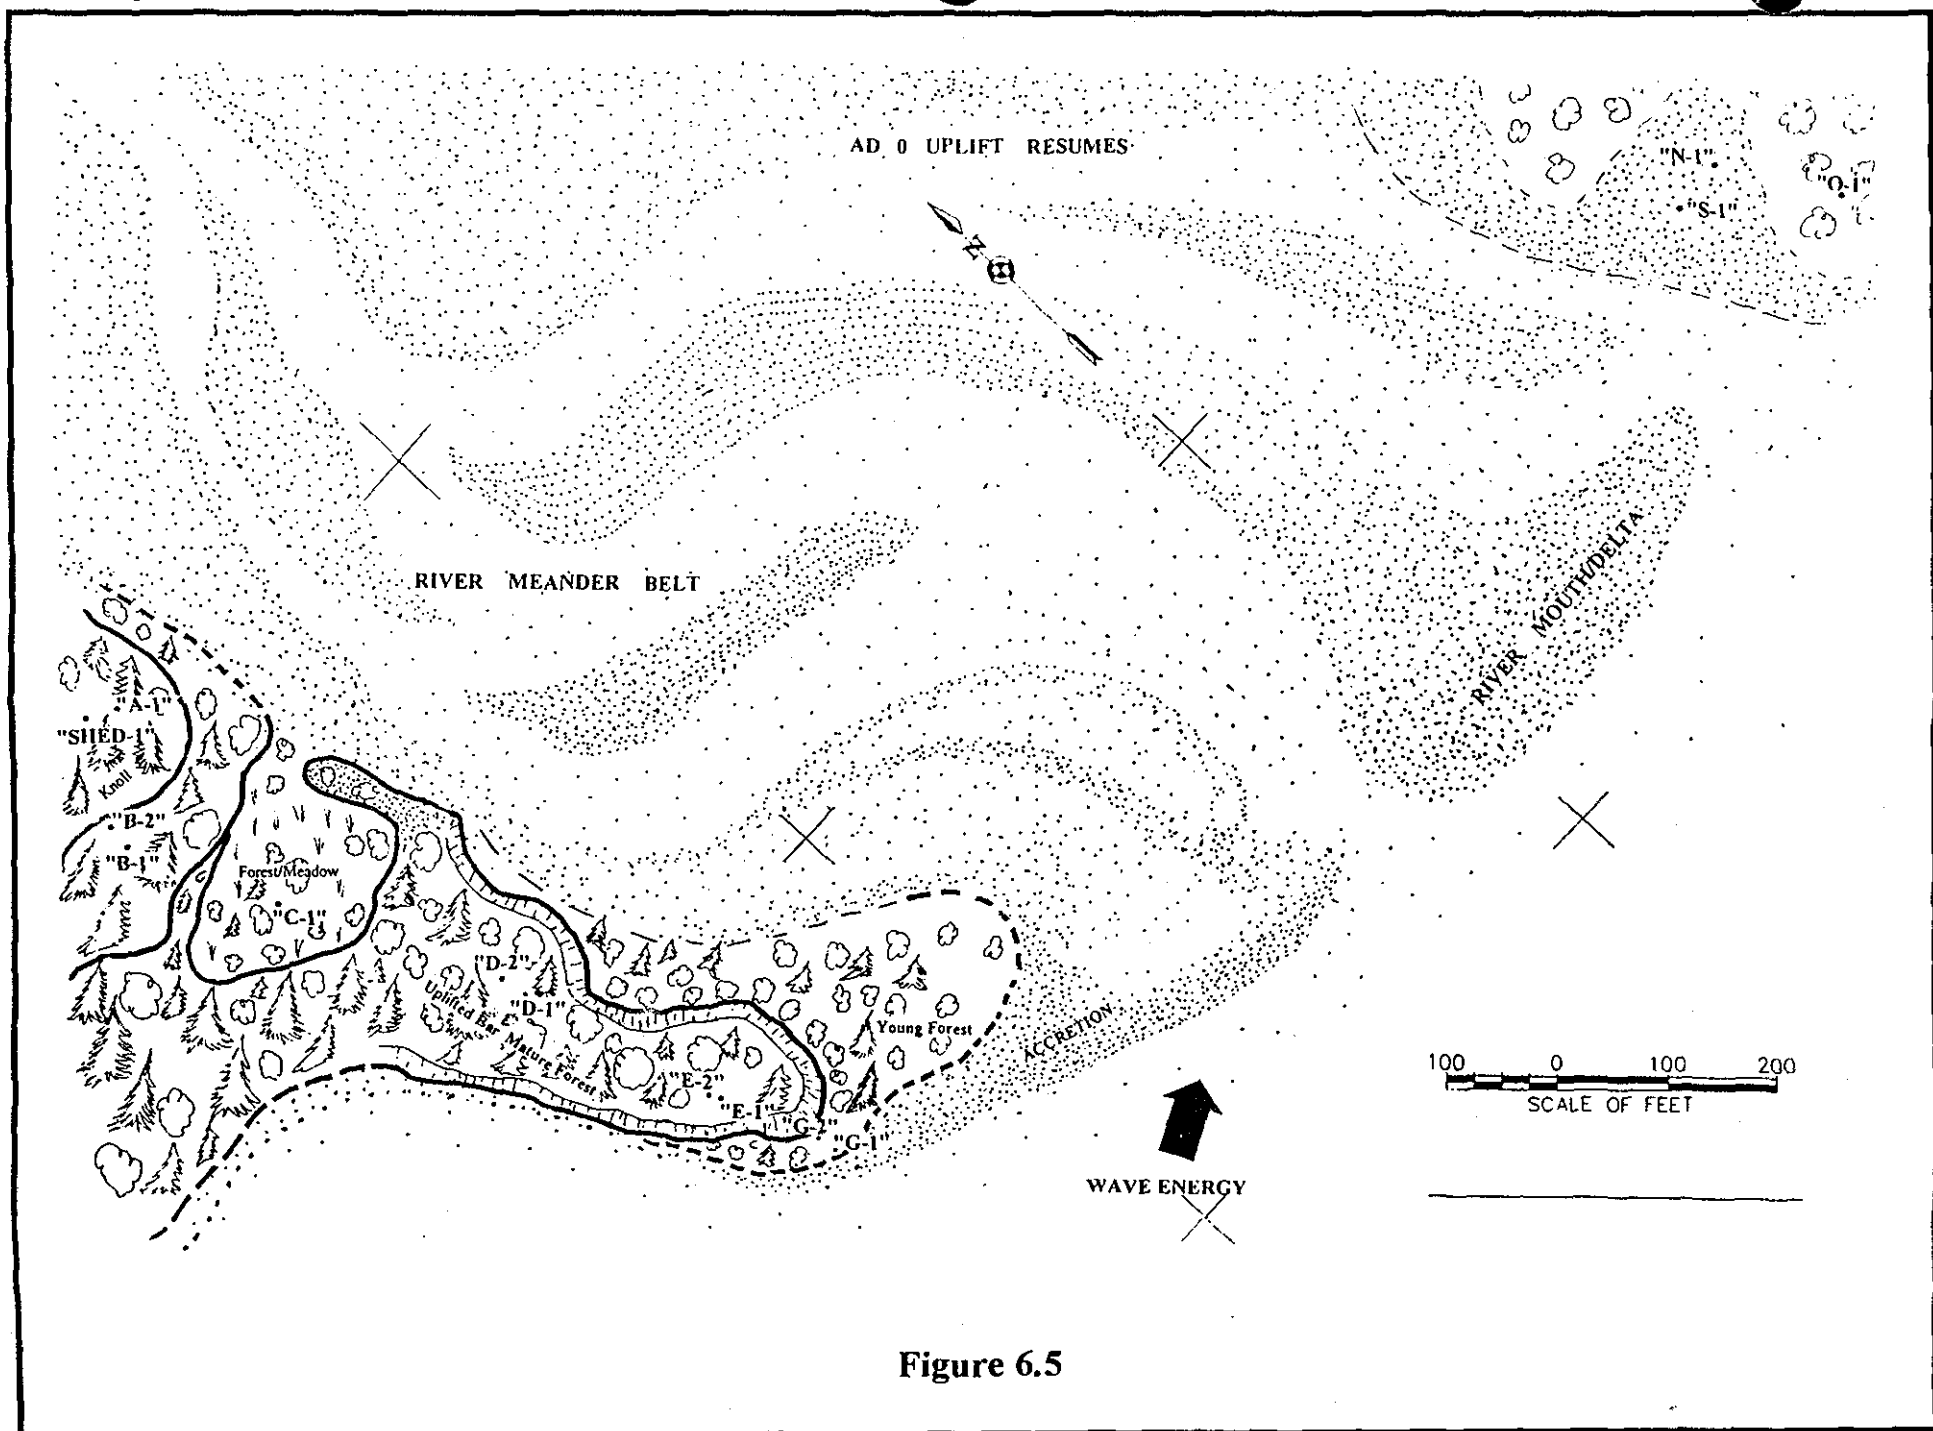 AD 0 UPLIFT RESUMES
"N-1"
"O-1"
"S-1"
N
RIVER MEANDER BELT
RIVER MOUTH/DELTA
"A-1"
"SHED-1"
Knoll
"B-2"
"B-1"
Forest/Meadow
"C-1"
"D-2"
"D-1"
Uplifted Bar Mature Forest
Young Forest
ACCRETION
"E-2"
"E-1"
"G-2"
"G-1"
100 0 100 200
SCALE OF FEET
WAVE ENERGY
Figure 6.5